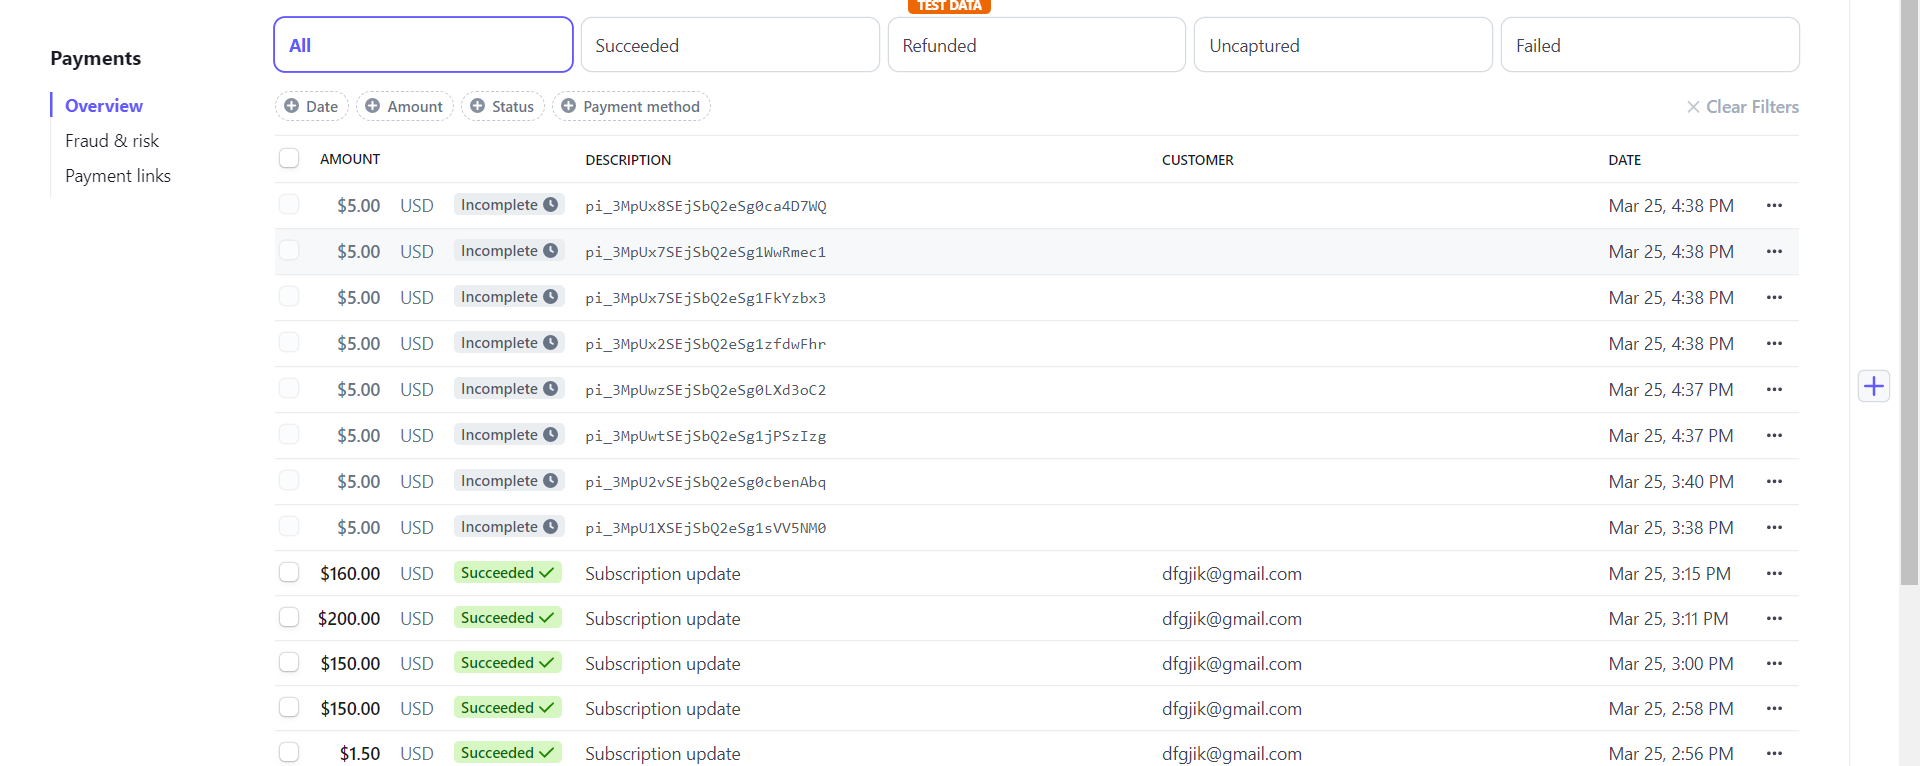 TEST DATA
Payments
Overview
Fraud & risk
Payment links
All Succeeded Refunded Uncaptured Failed
Date Amount Status Payment method Clear Filters
AMOUNT DESCRIPTION CUSTOMER DATE
$5.00 USD Incomplete pi_3MpUx8SEjSbQ2eSg0ca4D7WQ Mar 25, 4:38 PM
$5.00 USD Incomplete pi_3MpUx7SEjSbQ2eSg1WwRmec1 Mar 25, 4:38 PM
$5.00 USD Incomplete pi_3MpUx7SEjSbQ2eSg1FkYzbx3 Mar 25, 4:38 PM
$5.00 USD Incomplete pi_3MpUx2SEjSbQ2eSg1zfdwFhr Mar 25, 4:38 PM
$5.00 USD Incomplete pi_3MpUwzSEjSbQ2eSg0LXd3oC2 Mar 25, 4:37 PM
$5.00 USD Incomplete pi_3MpUwtSEjSbQ2eSg1jPSzIzg Mar 25, 4:37 PM
$5.00 USD Incomplete pi_3MpU2vSEjSbQ2eSg0cbenAbq Mar 25, 3:40 PM
$5.00 USD Incomplete pi_3MpU1XSEjSbQ2eSg1sVV5NM0 Mar 25, 3:38 PM
$160.00 USD Succeeded Subscription update dfgjik@gmail.com Mar 25, 3:15 PM
$200.00 USD Succeeded Subscription update dfgjik@gmail.com Mar 25, 3:11 PM
$150.00 USD Succeeded Subscription update dfgjik@gmail.com Mar 25, 3:00 PM
$150.00 USD Succeeded Subscription update dfgjik@gmail.com Mar 25, 2:58 PM
$1.50 USD Succeeded Subscription update dfgjik@gmail.com Mar 25, 2:56 PM